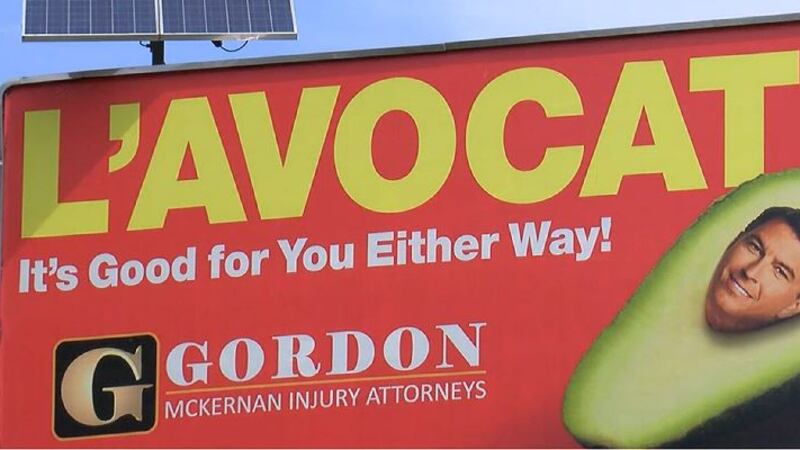 L'AVOCAT
It's Good for You Either Way!
G GORDON
MCKERNAN INJURY ATTORNEYS